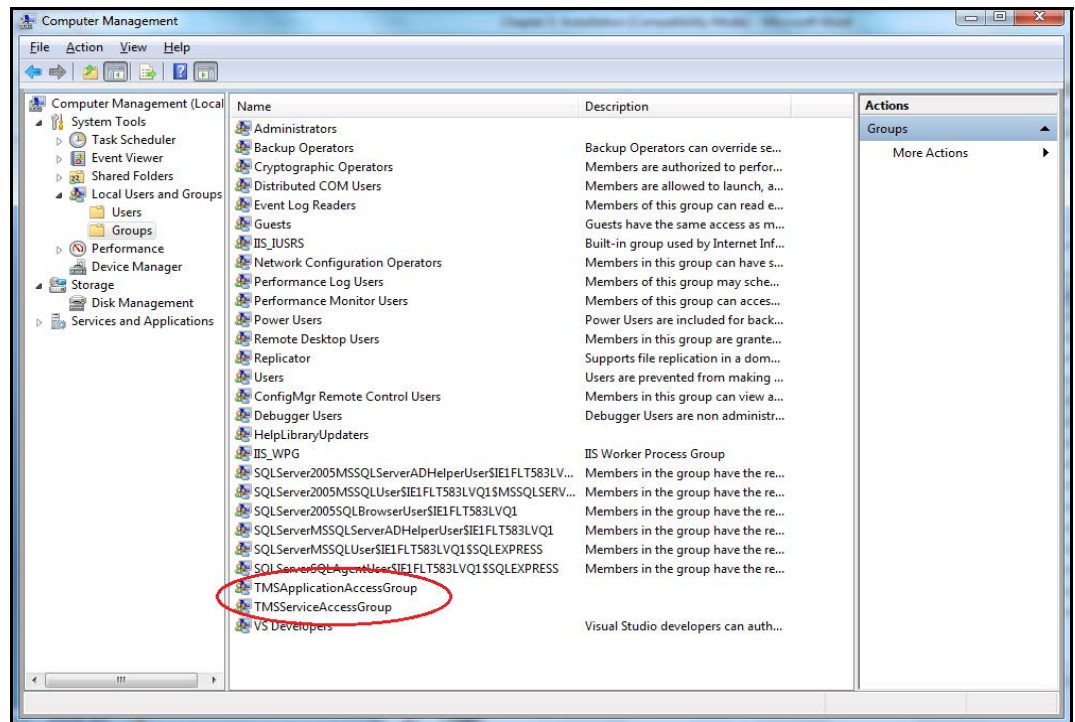 Computer Management
File Action View Help
Computer Management (Local
System Tools
Task Scheduler
Event Viewer
Shared Folders
Local Users and Groups
Users
Groups
Performance
Device Manager
Storage
Disk Management
Services and Applications
Name Description
Administrators
Backup Operators Backup Operators can override se...
Cryptographic Operators Members are authorized to perfor...
Distributed COM Users Members are allowed to launch, a...
Event Log Readers Members of this group can read e...
Guests Guests have the same access as m...
IIS_IUSRS Built-in group used by Internet Inf...
Network Configuration Operators Members in this group can have s...
Performance Log Users Members of this group may sche...
Performance Monitor Users Members of this group can acces...
Power Users Power Users are included for back...
Remote Desktop Users Members in this group are grante...
Replicator Supports file replication in a dom...
Users Users are prevented from making ...
ConfigMgr Remote Control Users Members in this group can view a...
Debugger Users Debugger Users are non administr...
HelpLibraryUpdaters
IIS_WPG IIS Worker Process Group
SQLServer2005MSSQLServerADHelperUser$IE1FLT583LV... Members in the group have the re...
SQLServer2005MSSQLUser$IE1FLT583LVQ1$MSSQLSERV... Members in the group have the re...
SQLServer2005SQLBrowserUser$IE1FLT583LVQ1 Members in the group have the re...
SQLServerMSSQLServerADHelperUser$IE1FLT583LVQ1 Members in the group have the re...
SQLServerMSSQLUser$IE1FLT583LVQ1$SQLEXPRESS Members in the group have the re...
SQLServerSQLAgentUser$IE1FLT583LVQ1$SQLEXPRESS Members in the group have the re...
TMSApplicationAccessGroup
TMSServiceAccessGroup
VS Developers Visual Studio developers can auth...
Actions
Groups
More Actions